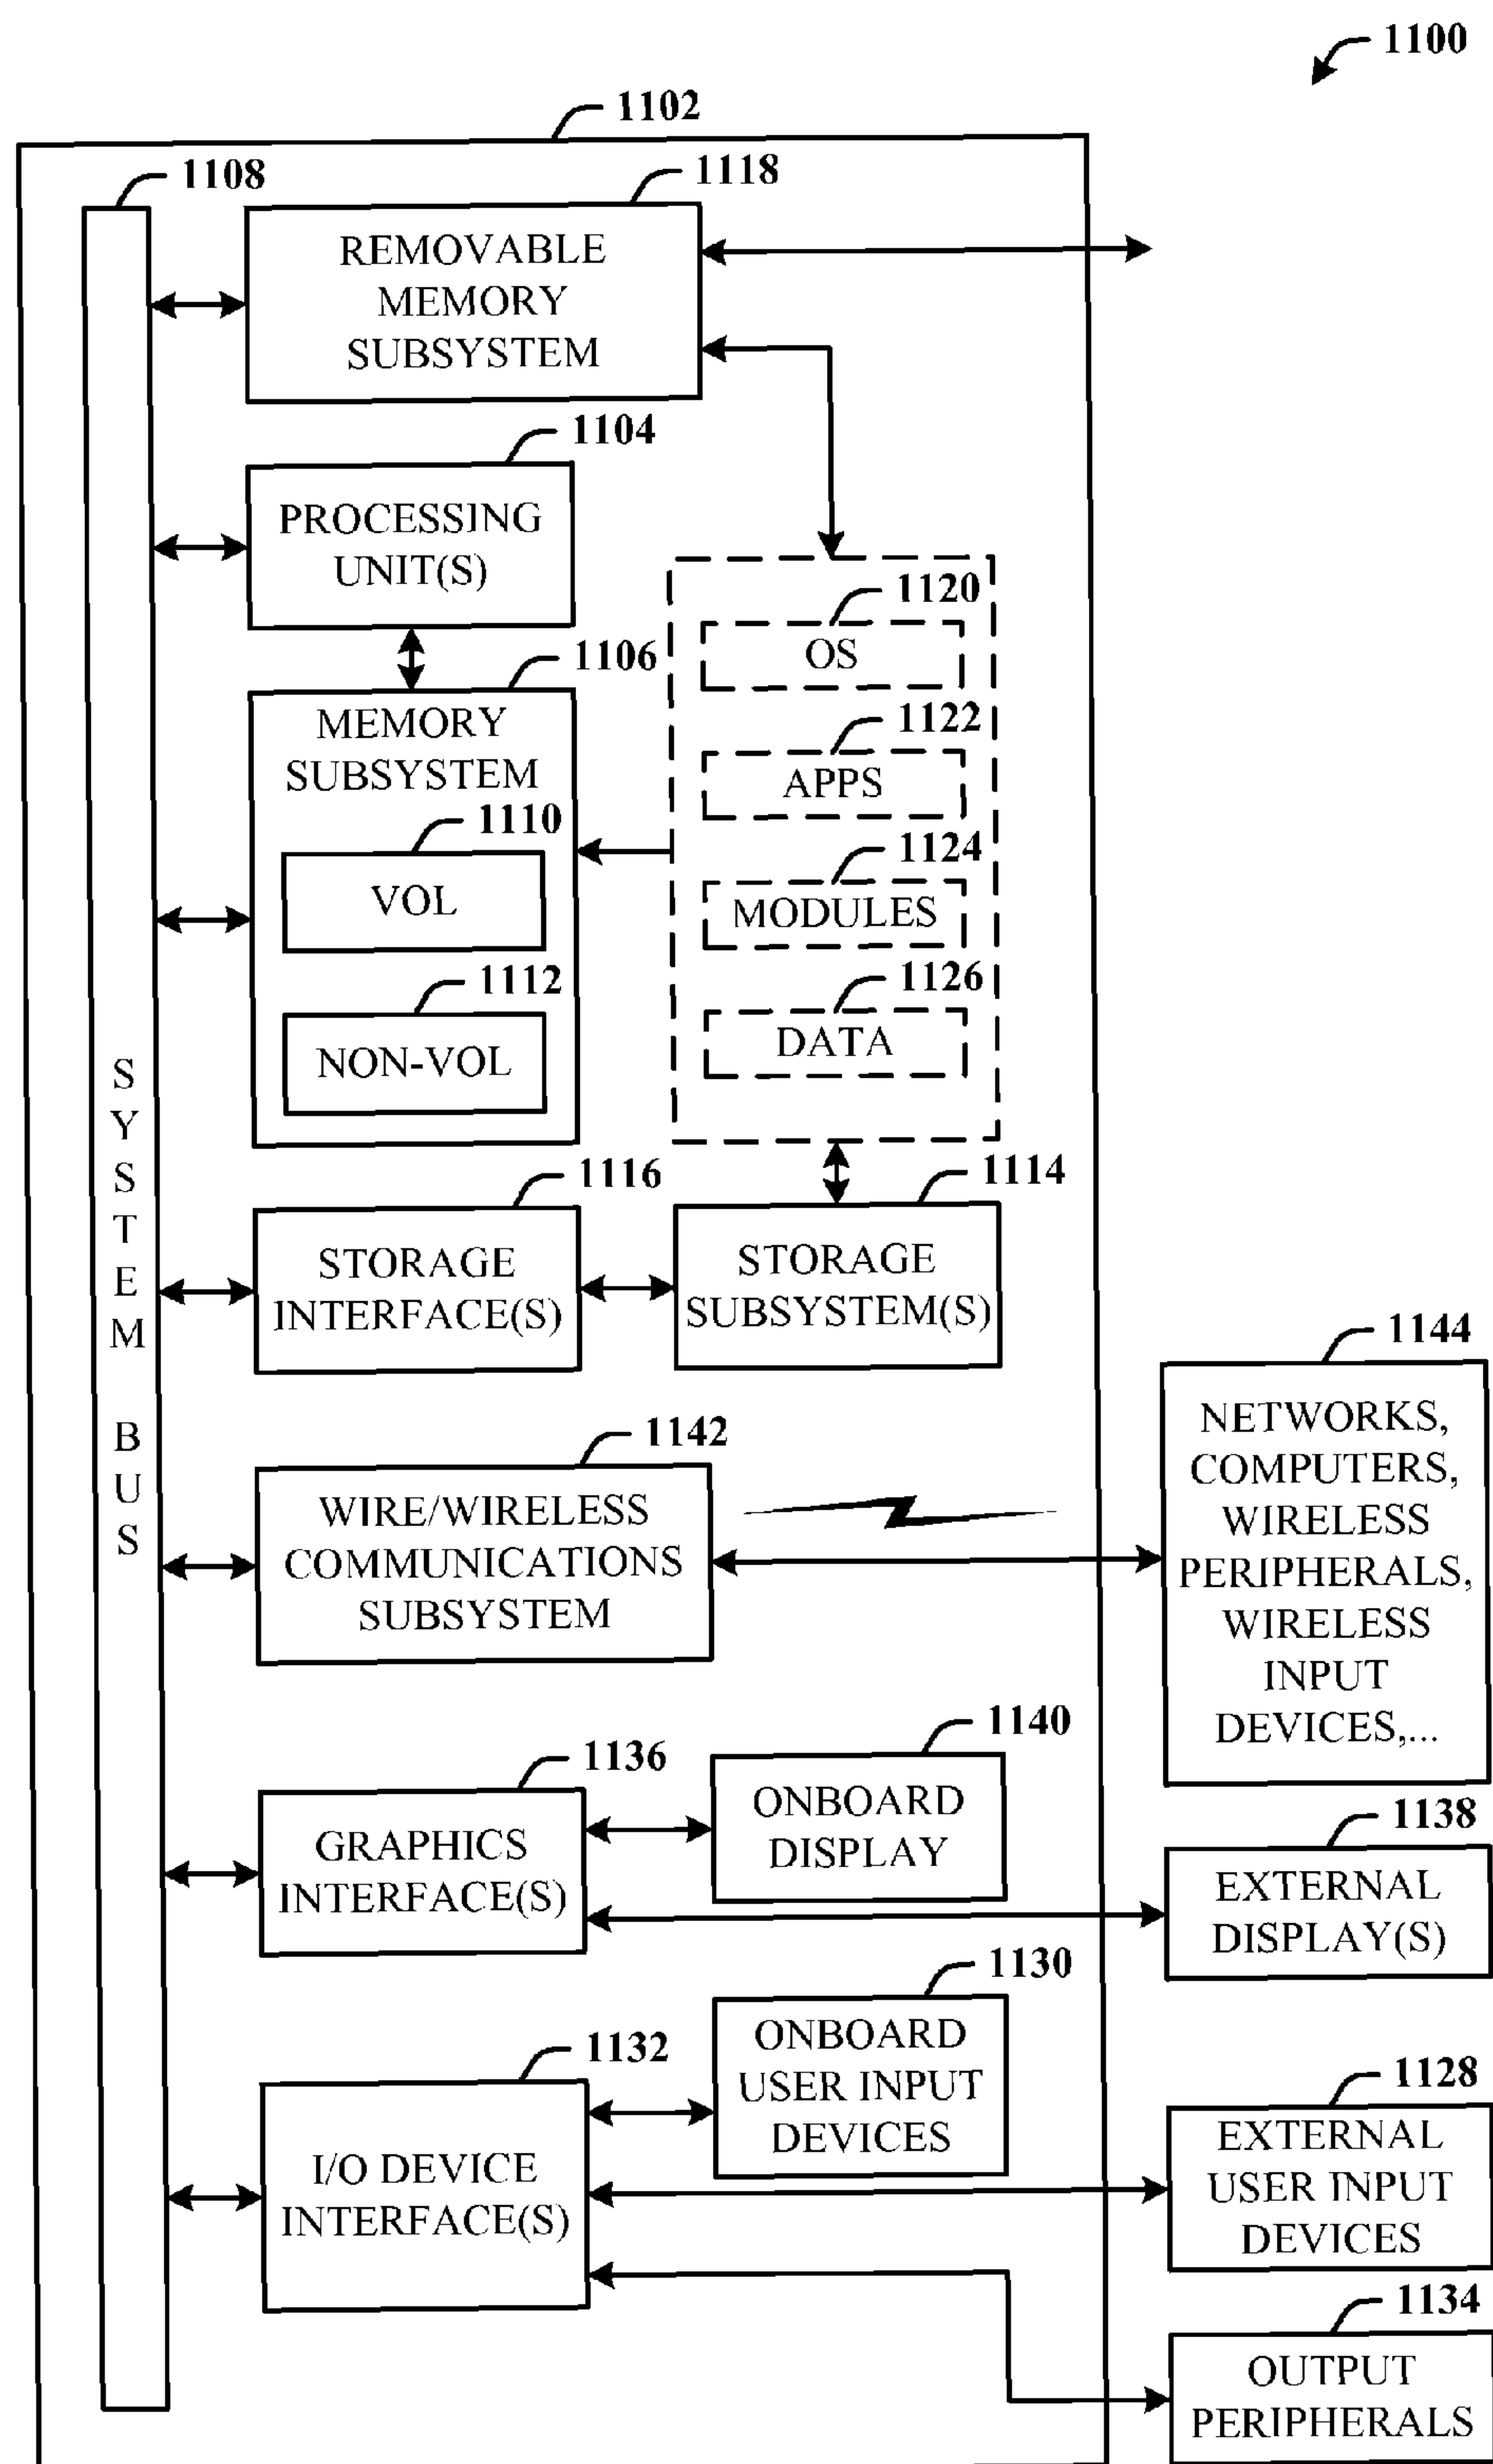 1100
1102
1108
1118
REMOVABLE
MEMORY
SUBSYSTEM
1104
PROCESSING
UNIT(S)
1120
OS
1106
MEMORY
SUBSYSTEM
1122
APPS
1110
VOL
1124
MODULES
1112
NON-VOL
1126
DATA
SYSTEM BUS
1116
STORAGE
INTERFACE(S)
1114
STORAGE
SUBSYSTEM(S)
1142
WIRE/WIRELESS
COMMUNICATIONS
SUBSYSTEM
1144
NETWORKS,
COMPUTERS,
WIRELESS
PERIPHERALS,
WIRELESS
INPUT
DEVICES,...
1136
GRAPHICS
INTERFACE(S)
1140
ONBOARD
DISPLAY
1138
EXTERNAL
DISPLAY(S)
1132
I/O DEVICE
INTERFACE(S)
1130
ONBOARD
USER INPUT
DEVICES
1128
EXTERNAL
USER INPUT
DEVICES
1134
OUTPUT
PERIPHERALS